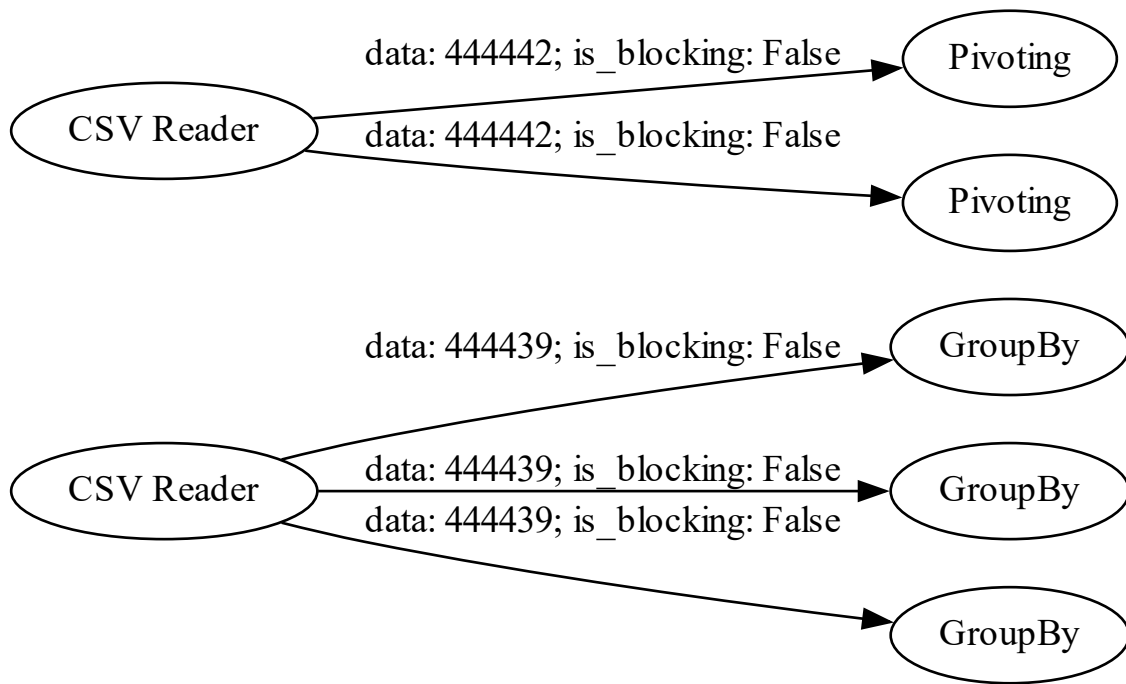 data: 444442; is_blocking: False
Pivoting
CSV Reader
data: 444442; is_blocking: False
Pivoting
data: 444439; is_blocking: False
GroupBy
CSV Reader
data: 444439; is_blocking: False
GroupBy
data: 444439; is_blocking: False
GroupBy